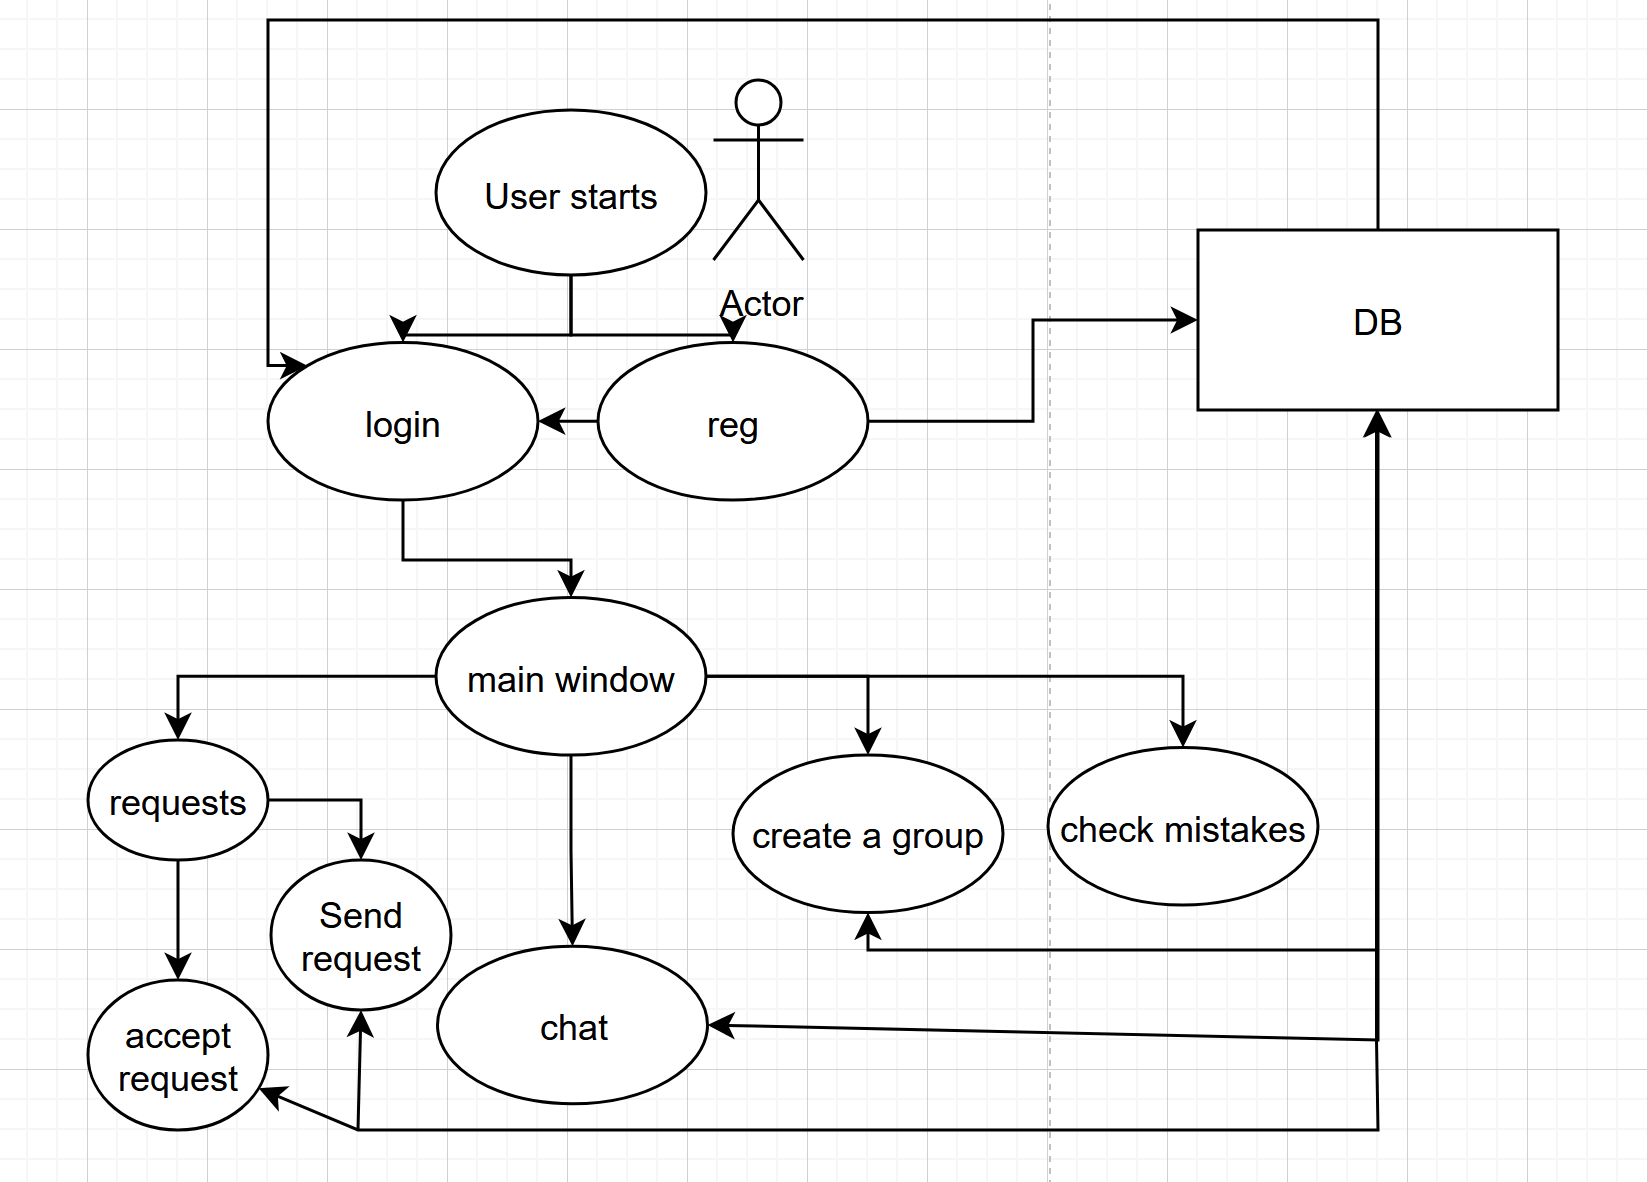 User starts
Actor
DB
login
reg
main window
requests
create a group
check mistakes
Send
request
chat
accept
request